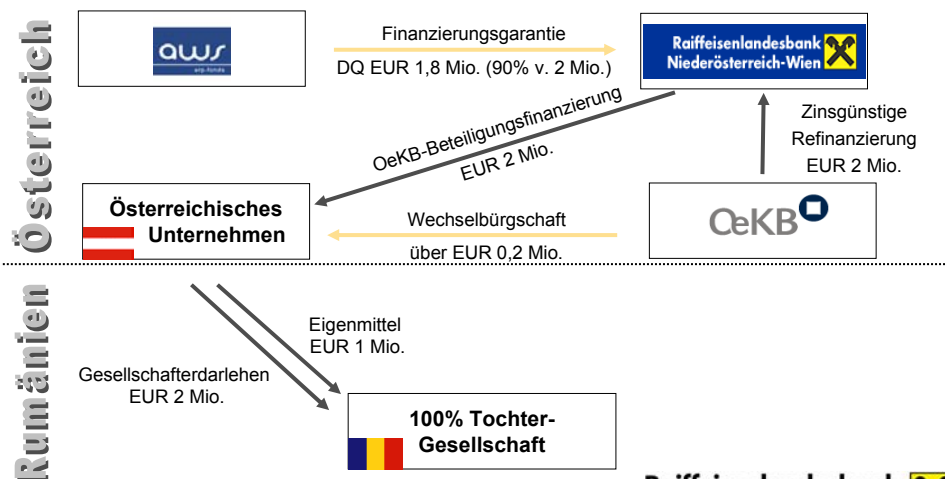 Österreich
aws
erp-fonds
Finanzierungsgarantie
DQ EUR 1,8 Mio. (90% v. 2 Mio.)
Raiffeisenlandesbank
Niederösterreich-Wien
OeKB-Beteiligungsfinanzierung
EUR 2 Mio.
Zinsgünstige
Refinanzierung
EUR 2 Mio.
Österreichisches
Unternehmen
Wechselbürgschaft
über EUR 0,2 Mio.
OeKB
Rumänien
Eigenmittel
EUR 1 Mio.
Gesellschafterdarlehen
EUR 2 Mio.
100% Tochter-
Gesellschaft